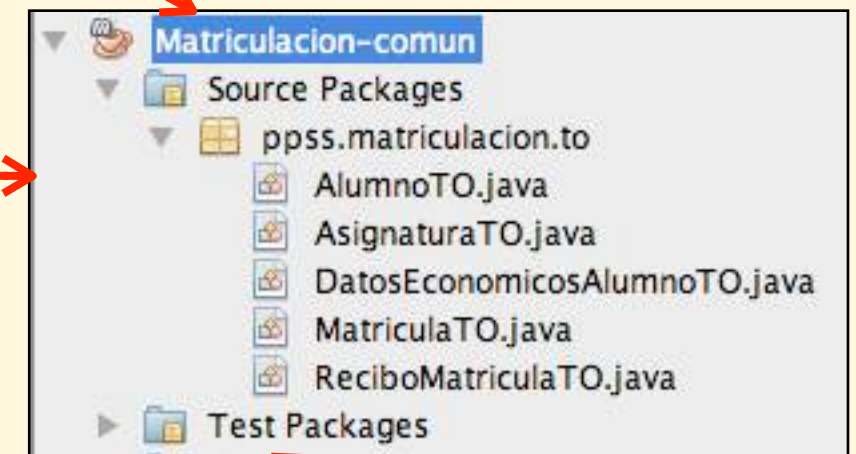 Matriculacion-comun
Source Packages
ppss.matriculacion.to
AlumnoTO.java
AsignaturaTO.java
DatosEconomicosAlumnoTO.java
MatriculaTO.java
ReciboMatriculaTO.java
Test Packages